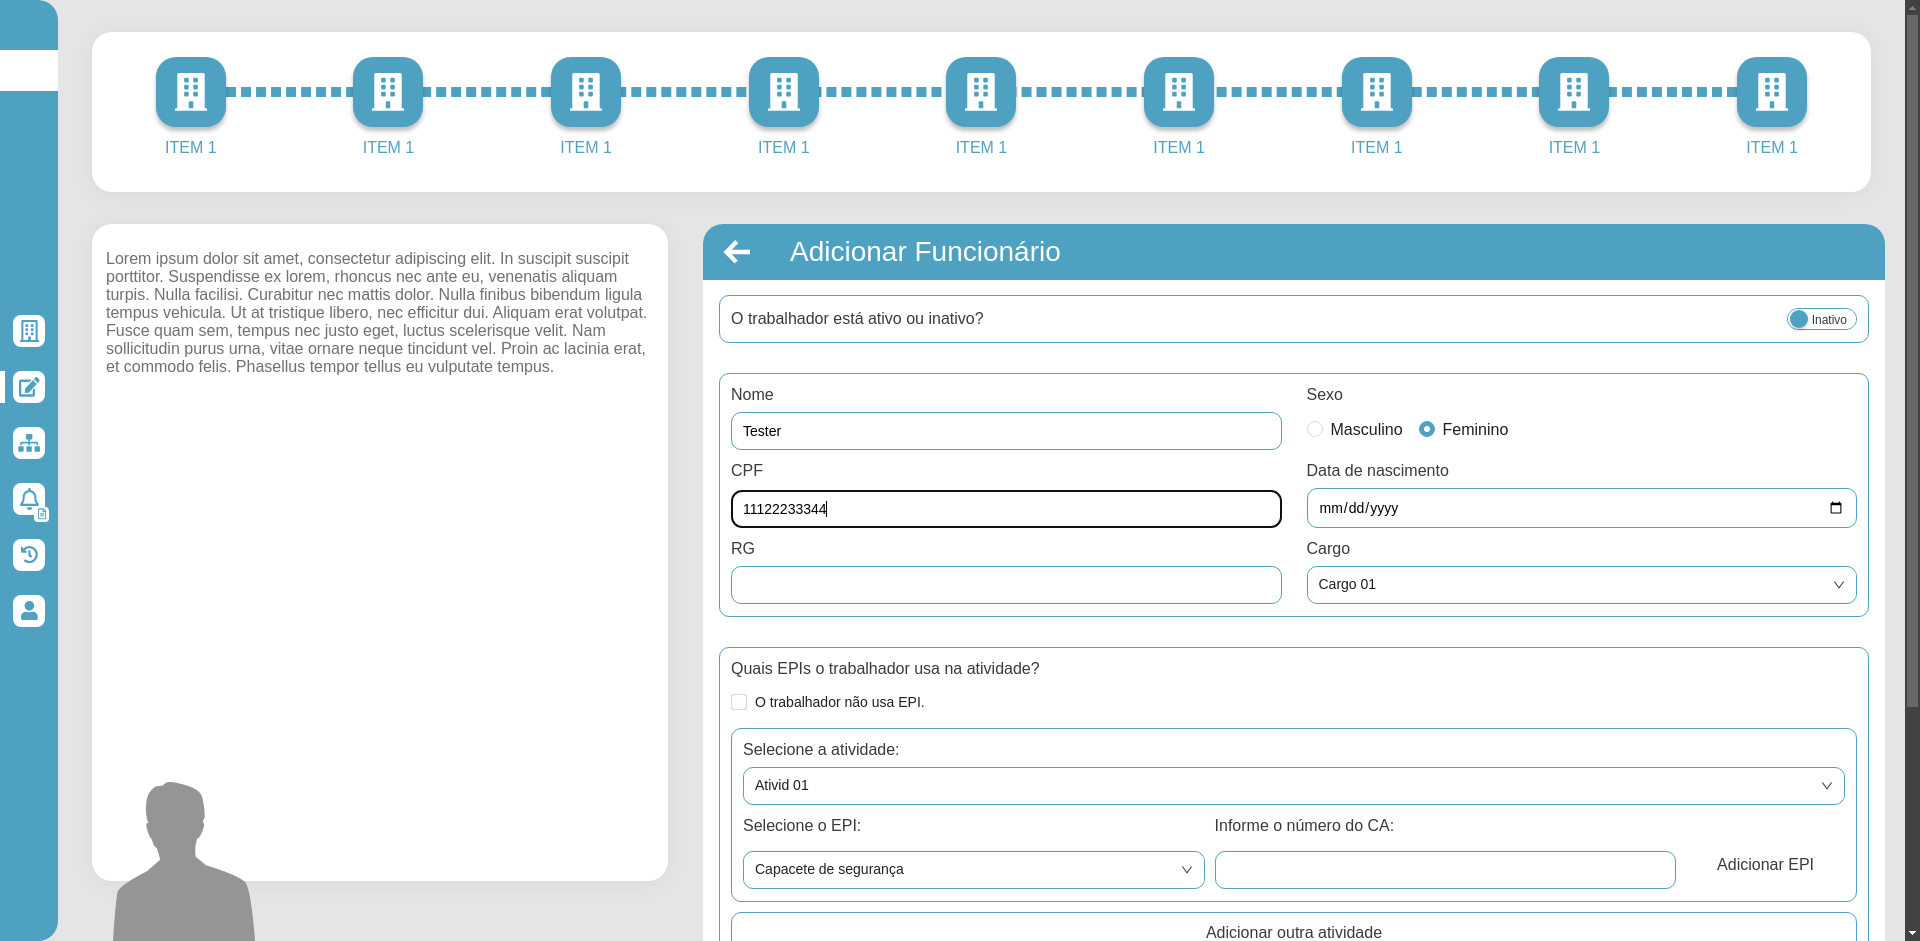 ITEM 1 ITEM 1 ITEM 1 ITEM 1 ITEM 1 ITEM 1 ITEM 1 ITEM 1 ITEM 1
Lorem ipsum dolor sit amet, consectetur adipiscing elit. In suscipit suscipit
porttitor. Suspendisse ex lorem, rhoncus nec ante eu, venenatis aliquam
turpis. Nulla facilisi. Curabitur nec mattis dolor. Nulla finibus bibendum ligula
tempus vehicula. Ut at tristique libero, nec efficitur dui. Aliquam erat volutpat.
Fusce quam sem, tempus nec justo eget, luctus scelerisque velit. Nam
sollicitudin purus urna, vitae ornare neque tincidunt vel. Proin ac lacinia erat,
et commodo felis. Phasellus tempor tellus eu vulputate tempus.
Adicionar Funcionário
O trabalhador está ativo ou inativo? Inativo
Nome Sexo
Tester Masculino Feminino
CPF Data de nascimento
11122233344 mm/dd/yyyy
RG Cargo
Cargo 01
Quais EPIs o trabalhador usa na atividade?
O trabalhador não usa EPI.
Selecione a atividade:
Ativid 01
Selecione o EPI: Informe o número do CA:
Capacete de segurança Adicionar EPI
Adicionar outra atividade